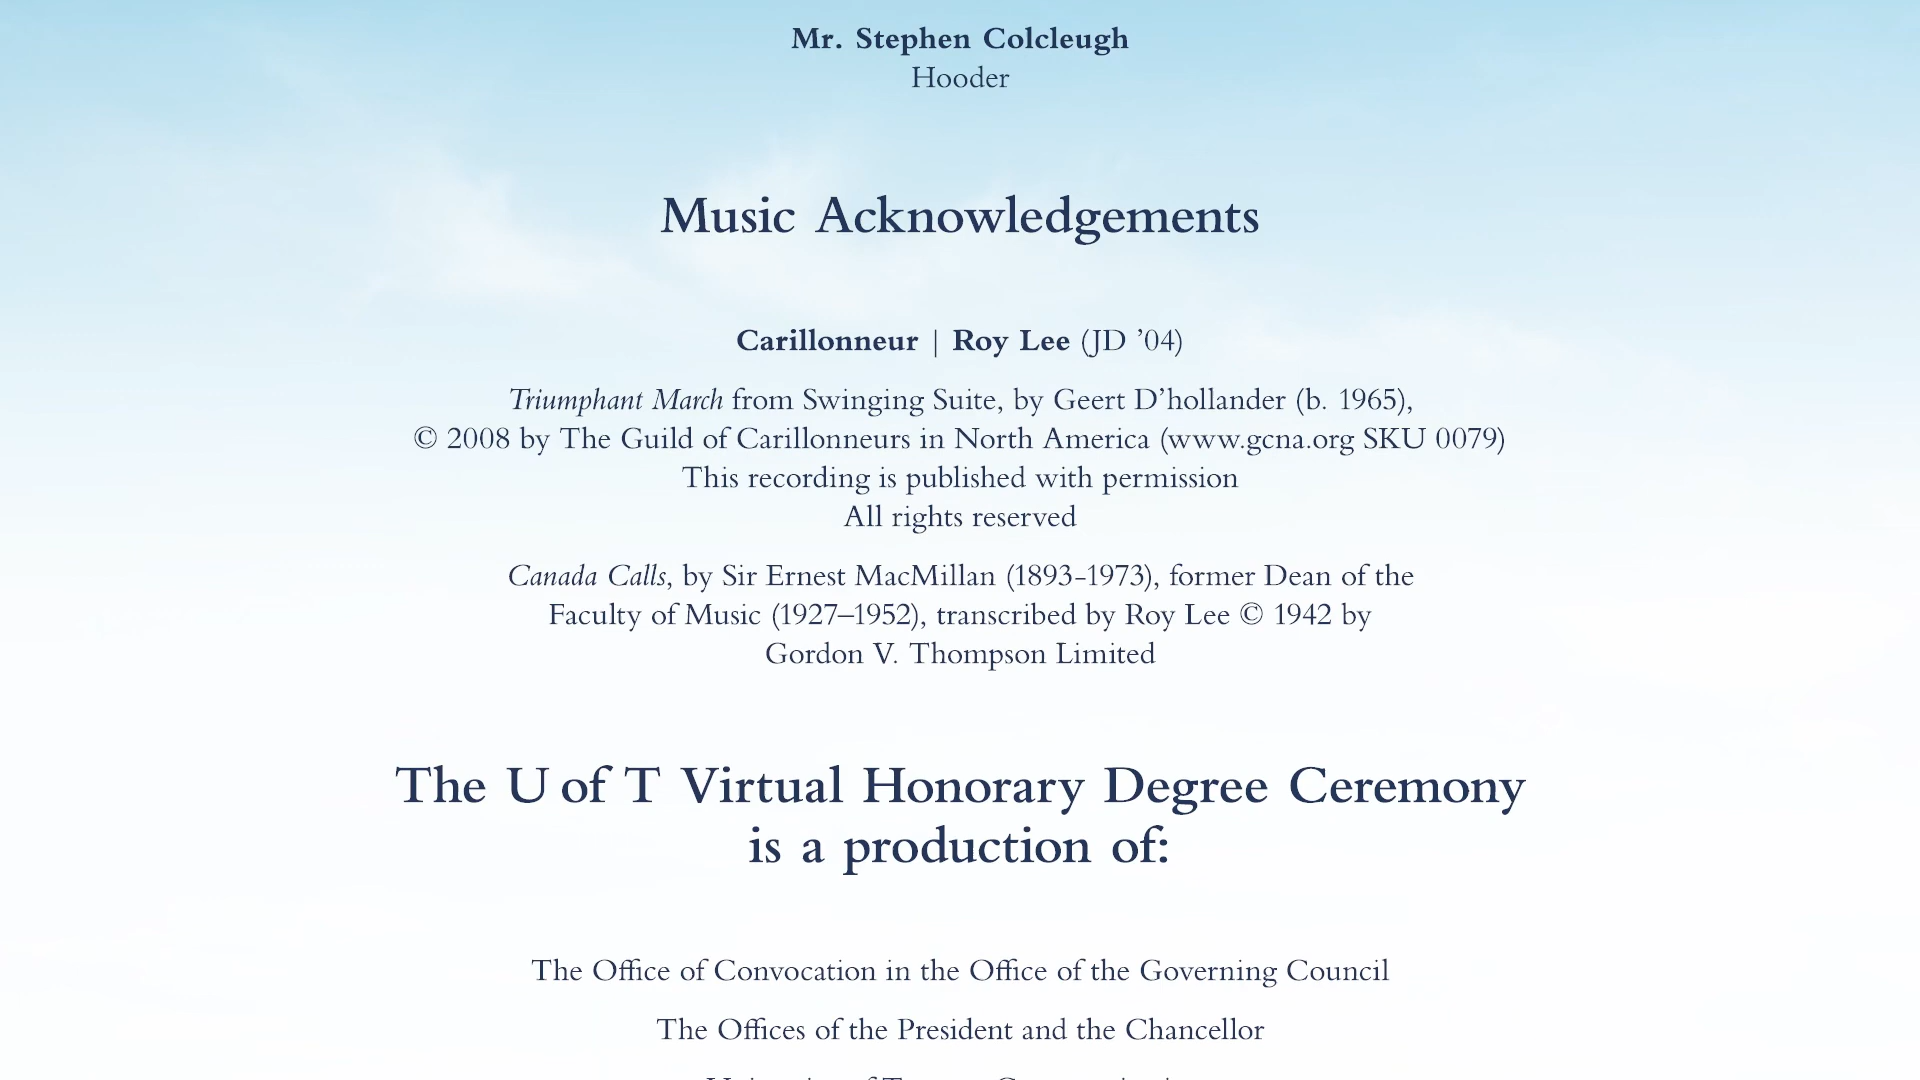 Mr. Stephen Colcleugh
Hooder
Music Acknowledgements
Carillonneur | Roy Lee (JD ’04)
Triumphant March from Swinging Suite, by Geert D’hollander (b. 1965),
© 2008 by The Guild of Carillonneurs in North America (www.gcna.org SKU 0079)
This recording is published with permission
All rights reserved
Canada Calls, by Sir Ernest MacMillan (1893-1973), former Dean of the
Faculty of Music (1927–1952), transcribed by Roy Lee © 1942 by
Gordon V. Thompson Limited
The U of T Virtual Honorary Degree Ceremony
is a production of:
The Office of Convocation in the Office of the Governing Council
The Offices of the President and the Chancellor